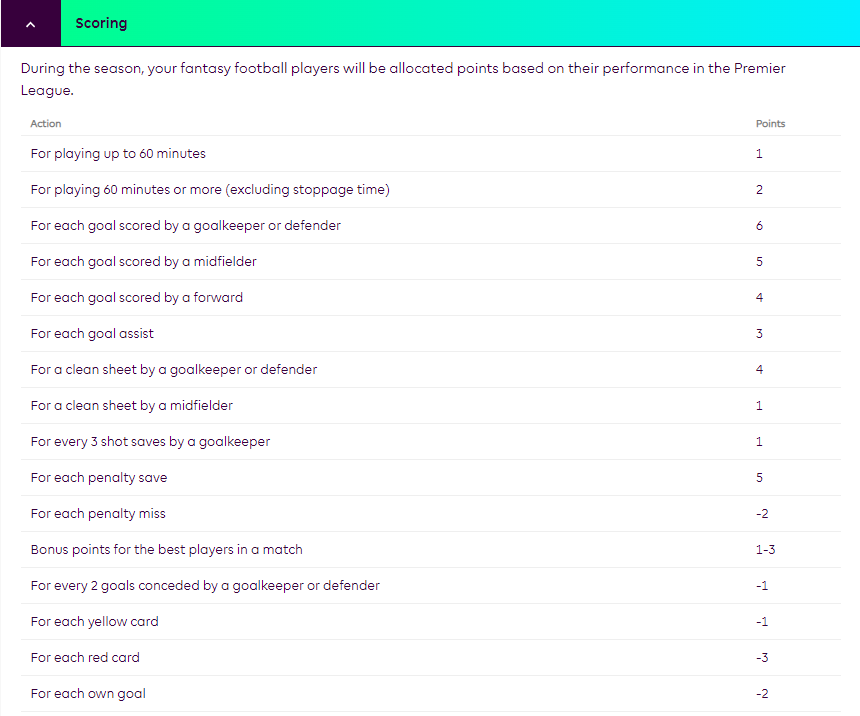 Scoring
During the season, your fantasy football players will be allocated points based on their performance in the Premier
League.
Action Points
For playing up to 60 minutes 1
For playing 60 minutes or more (excluding stoppage time) 2
For each goal scored by a goalkeeper or defender 6
For each goal scored by a midfielder 5
For each goal scored by a forward 4
For each goal assist 3
For a clean sheet by a goalkeeper or defender 4
For a clean sheet by a midfielder 1
For every 3 shot saves by a goalkeeper 1
For each penalty save 5
For each penalty miss -2
Bonus points for the best players in a match 1-3
For every 2 goals conceded by a goalkeeper or defender -1
For each yellow card -1
For each red card -3
For each own goal -2